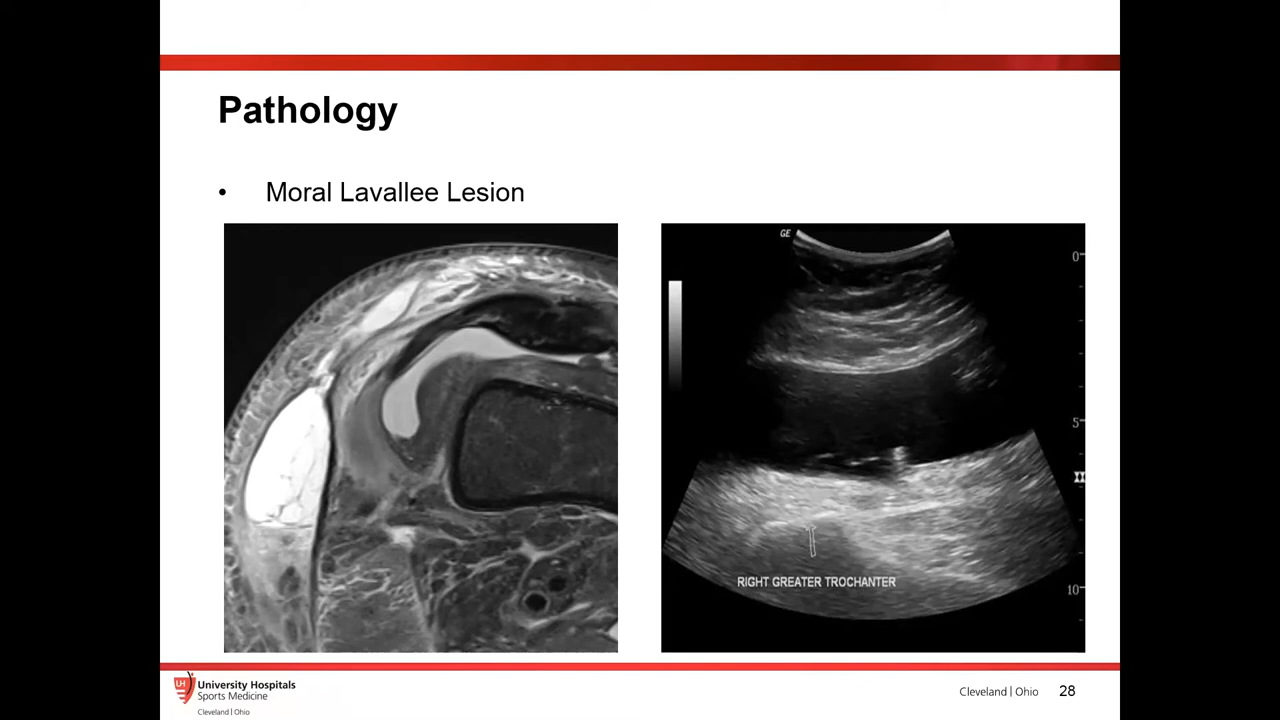 Pathology
• Moral Lavallee Lesion
GE
0
5
10
RIGHT GREATER TROCHANTER
UH
University Hospitals
Sports Medicine
Cleveland | Ohio
Cleveland | Ohio 28